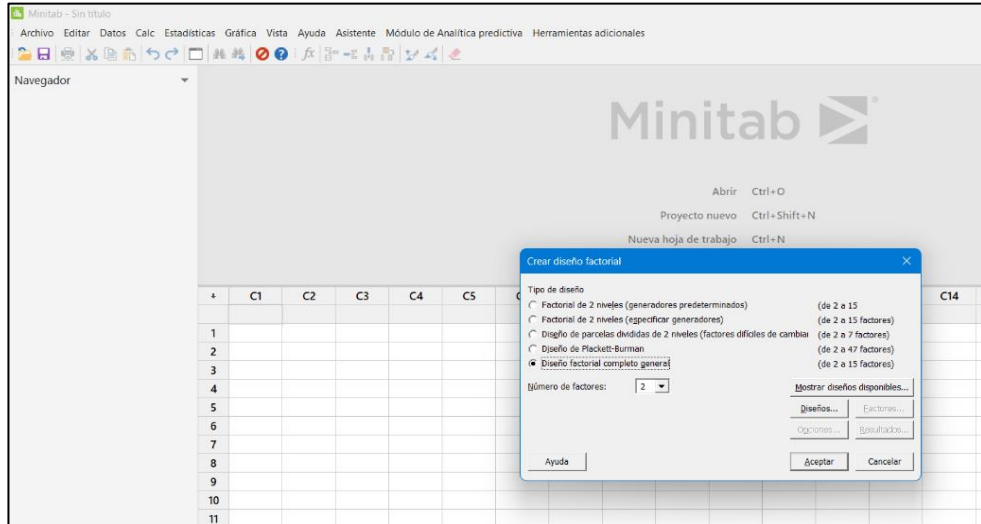 Minitab - Sin título
Archivo Editar Datos Calc Estadísticas Gráfica Vista Ayuda Asistente Módulo de Analítica predictiva Herramientas adicionales
Navegador
Minitab
Abrir Ctrl+O
Proyecto nuevo Ctrl+Shift+N
Nueva hoja de trabajo Ctrl+N
Crear diseño factorial
Tipo de diseño
Factorial de 2 niveles (generadores predeterminados) (de 2 a 15
Factorial de 2 niveles (especificar generadores) (de 2 a 15 factores)
Diseño de parcelas divididas de 2 niveles (factores difíciles de cambiar (de 2 a 7 factores)
Diseño de Plackett-Burman (de 2 a 47 factores)
Diseño factorial completo general (de 2 a 15 factores)
Número de factores: 2
Mostrar diseños disponibles...
Diseños... Factores...
Opciones... Resultados...
Ayuda Aceptar Cancelar
C1 C2 C3 C4 C5 C14
1
2
3
4
5
6
7
8
9
10
11